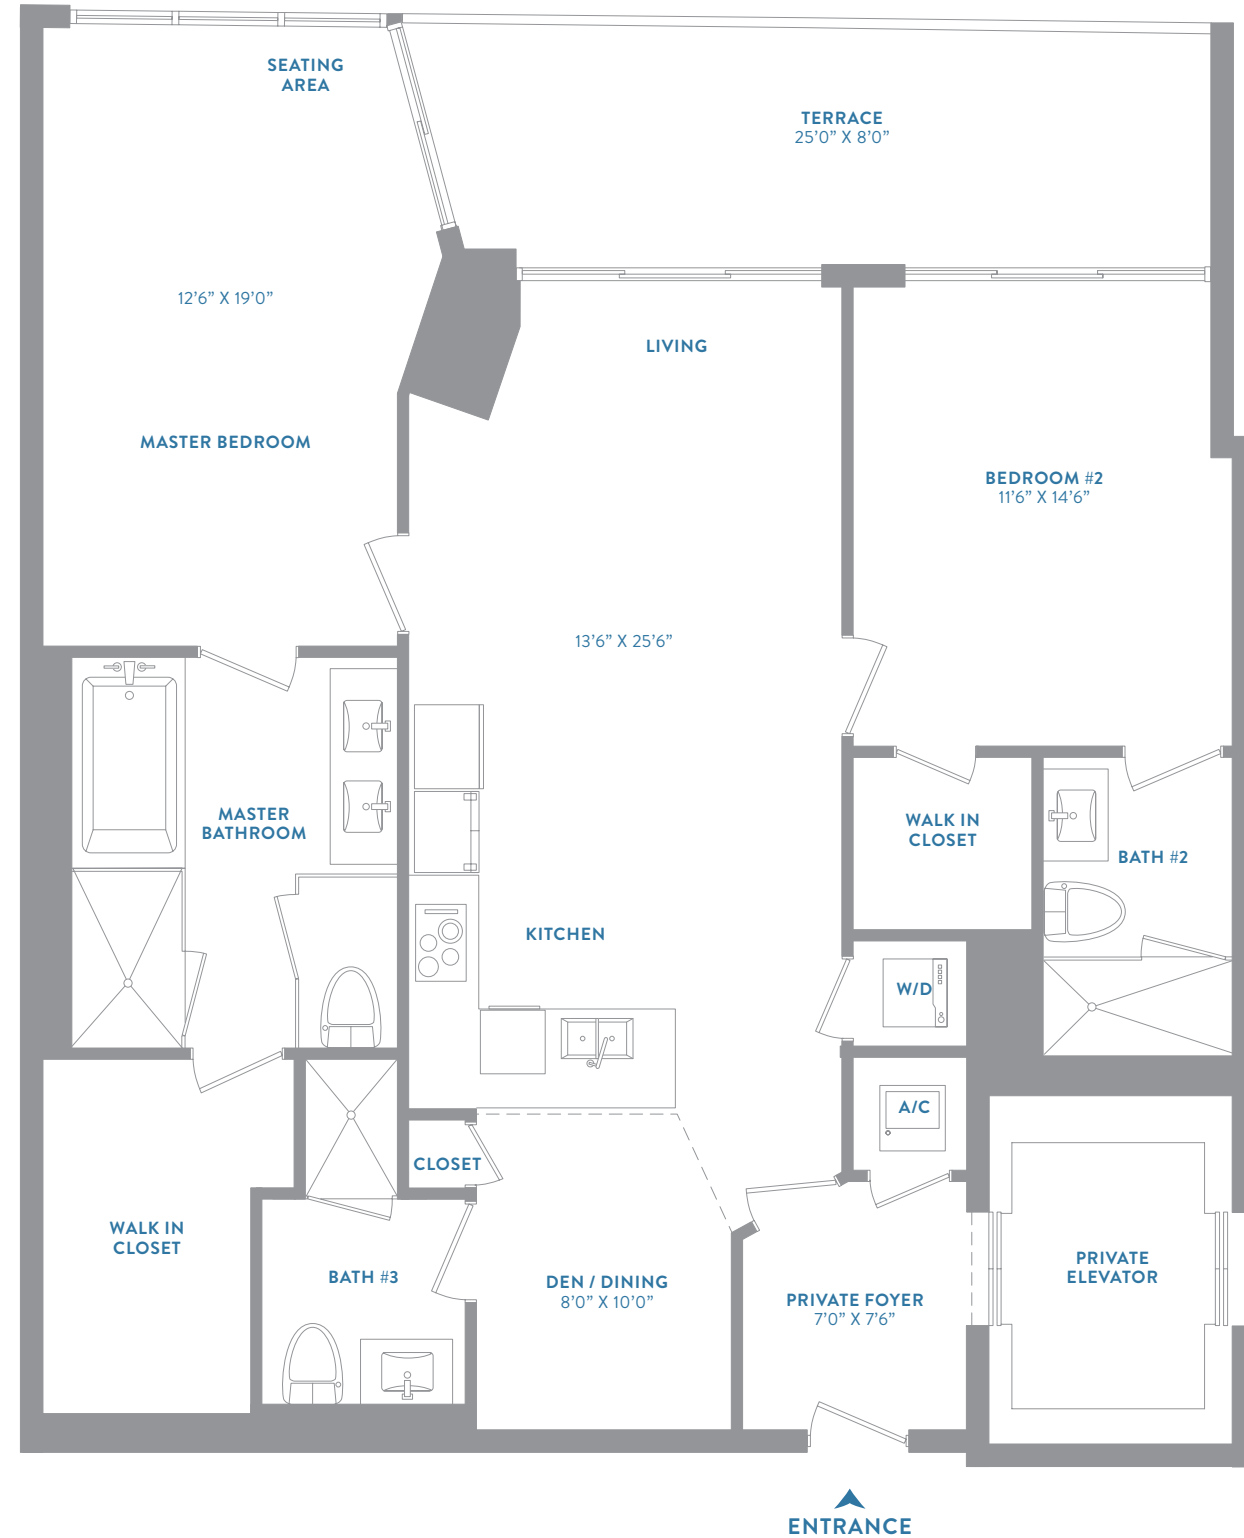 SEATING
AREA
TERRACE
25’0” X 8’0”
12’6” X 19’0”
LIVING
MASTER BEDROOM
BEDROOM #2
11’6” X 14’6”
13’6” X 25’6”
MASTER
BATHROOM
WALK IN
CLOSET
BATH #2
KITCHEN
W/D
A/C
CLOSET
WALK IN
CLOSET
BATH #3
DEN / DINING
8’0” X 10’0”
PRIVATE FOYER
7’0” X 7’6”
PRIVATE
ELEVATOR
ENTRANCE